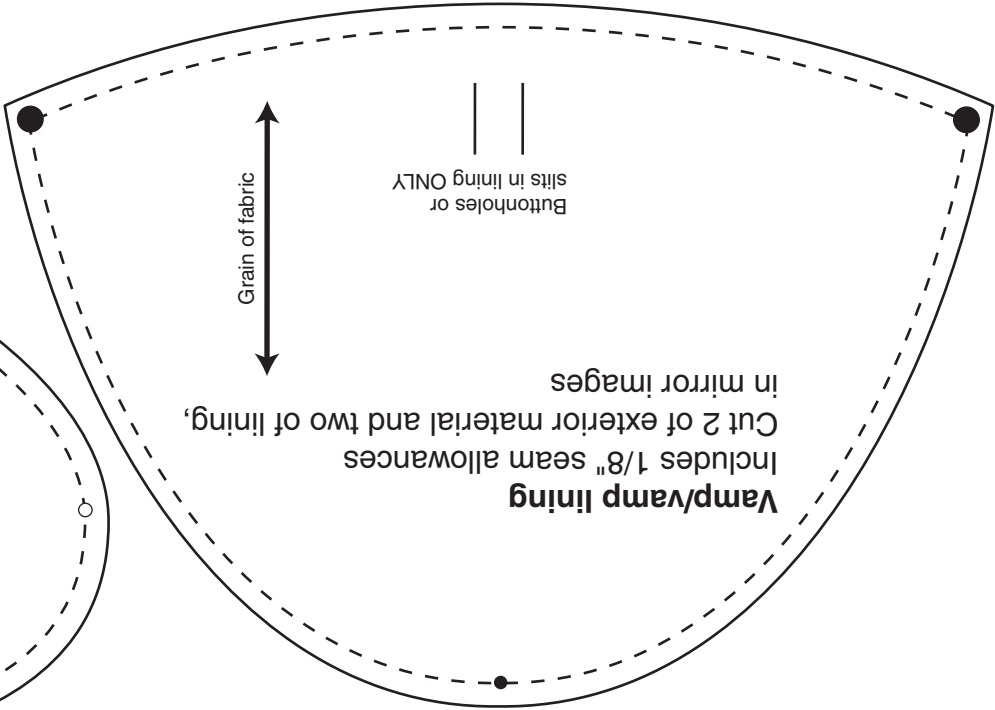 Vamp/vamp lining
Includes 1/8" seam allowances
Cut 2 of exterior material and two of lining,
in mirror images
Buttonholes or
slits in lining ONLY
Grain of fabric